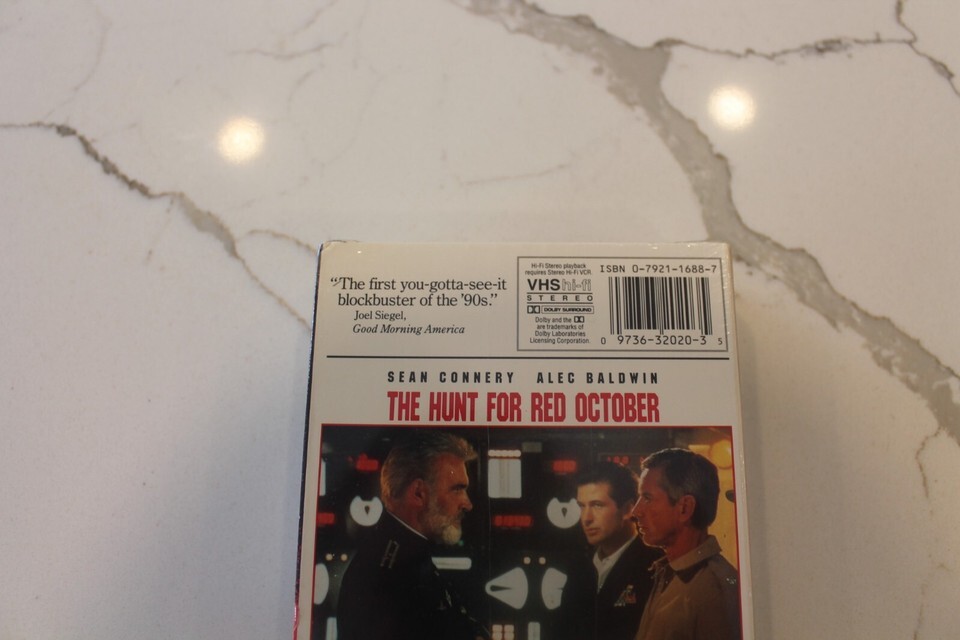 “The first you-gotta-see-it
blockbuster of the '90s.”
Joel Siegel,
Good Morning America
Hi-Fi Stereo playback
requires Stereo Hi-Fi VCR.
VHS hi-fi
STEREO
DOLBY SURROUND
Dolby and the
are trademarks of
Dolby Laboratories
Licensing Corporation.
ISBN 0-7921-1688-7
0 9736-32020-3 5
SEAN CONNERY ALEC BALDWIN
THE HUNT FOR RED OCTOBER